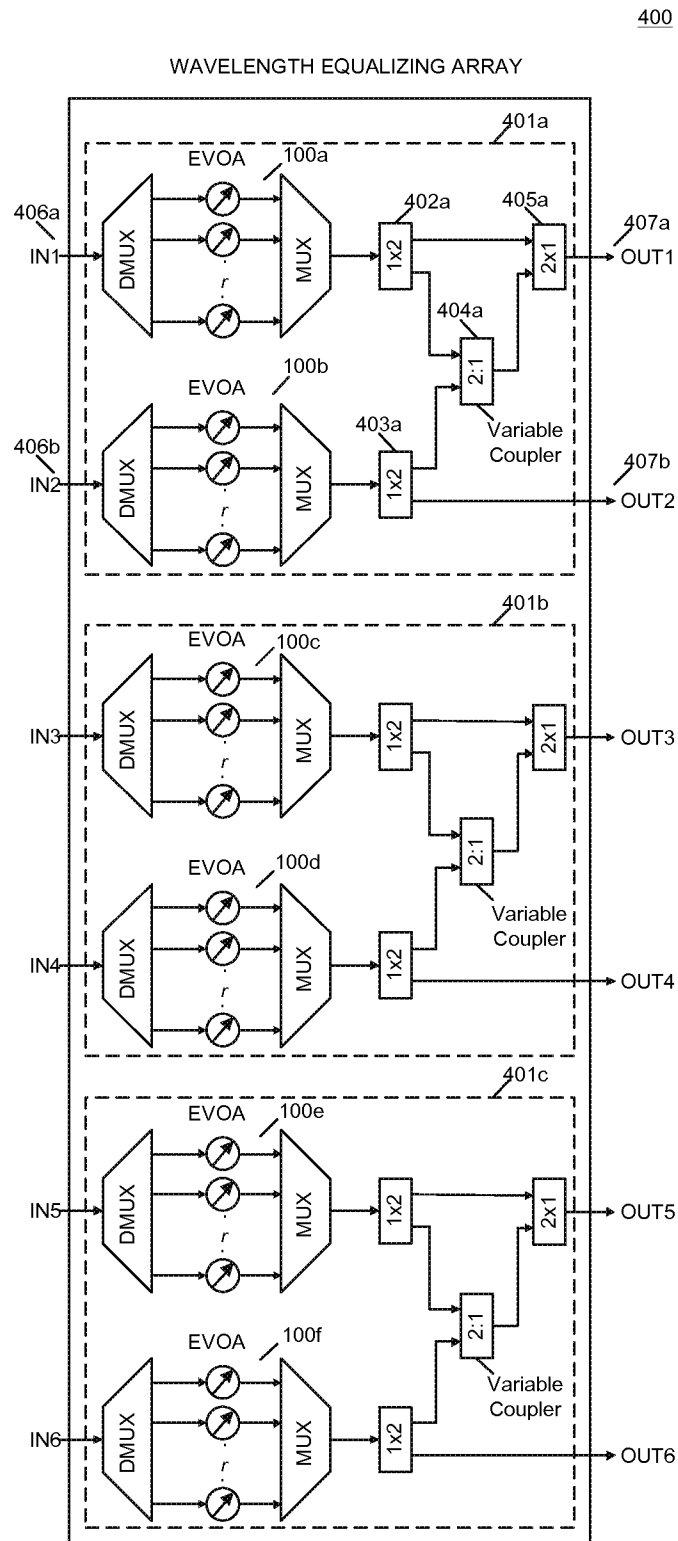 400
WAVELENGTH EQUALIZING ARRAY
401a
EVOA
100a
406a
402a
405a
407a
IN1
DMUX
MUX
1x2
2x1
OUT1
r
404a
2:1
EVOA
100b
403a
Variable
Coupler
406b
407b
IN2
DMUX
MUX
1x2
OUT2
r
401b
EVOA
100c
IN3
DMUX
MUX
1x2
2x1
OUT3
r
2:1
EVOA
100d
Variable
Coupler
IN4
DMUX
MUX
1x2
OUT4
r
401c
EVOA
100e
IN5
DMUX
MUX
1x2
2x1
OUT5
r
2:1
EVOA
100f
Variable
Coupler
IN6
DMUX
MUX
1x2
OUT6
r